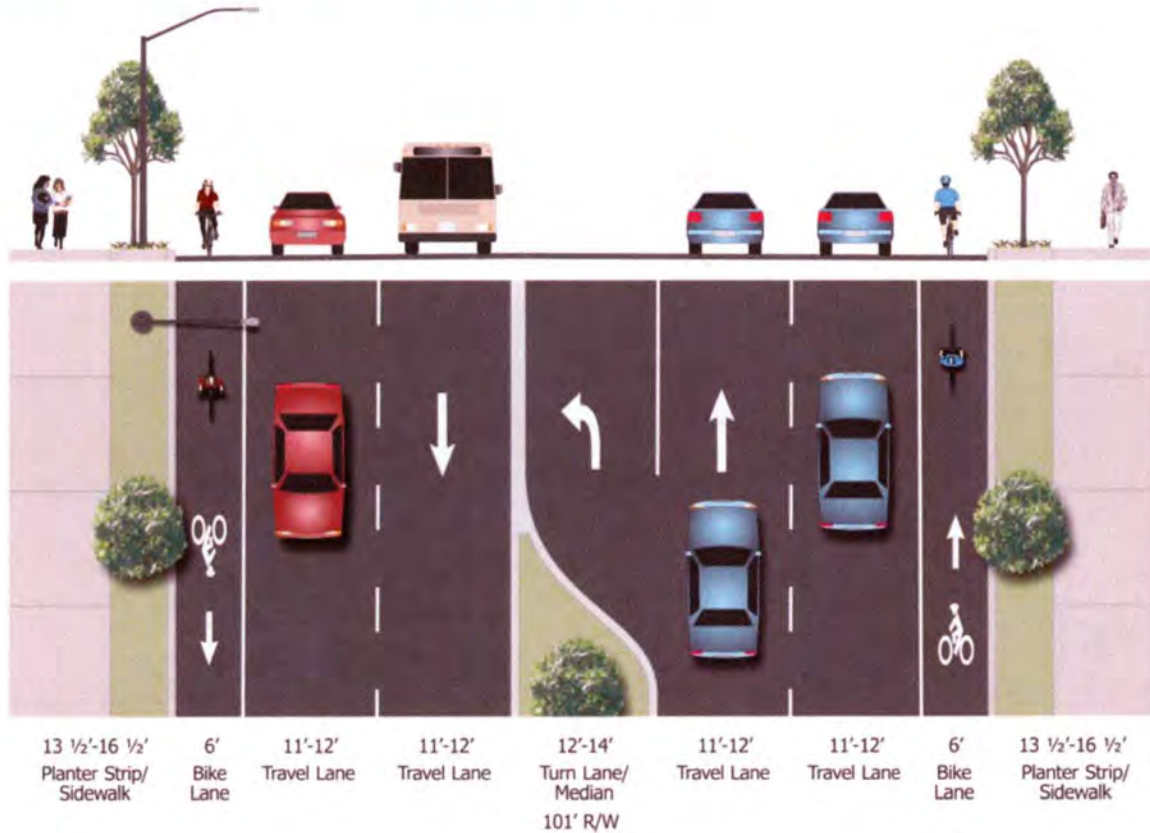 13 ½'-16 ½' 6' 11'-12' 11'-12' 12'-14' 11'-12' 11'-12' 6' 13 ½'-16 ½'
Planter Strip/ Bike Travel Lane Travel Lane Turn Lane/ Travel Lane Travel Lane Bike Planter Strip/
Sidewalk Lane Median Lane Sidewalk
101' R/W